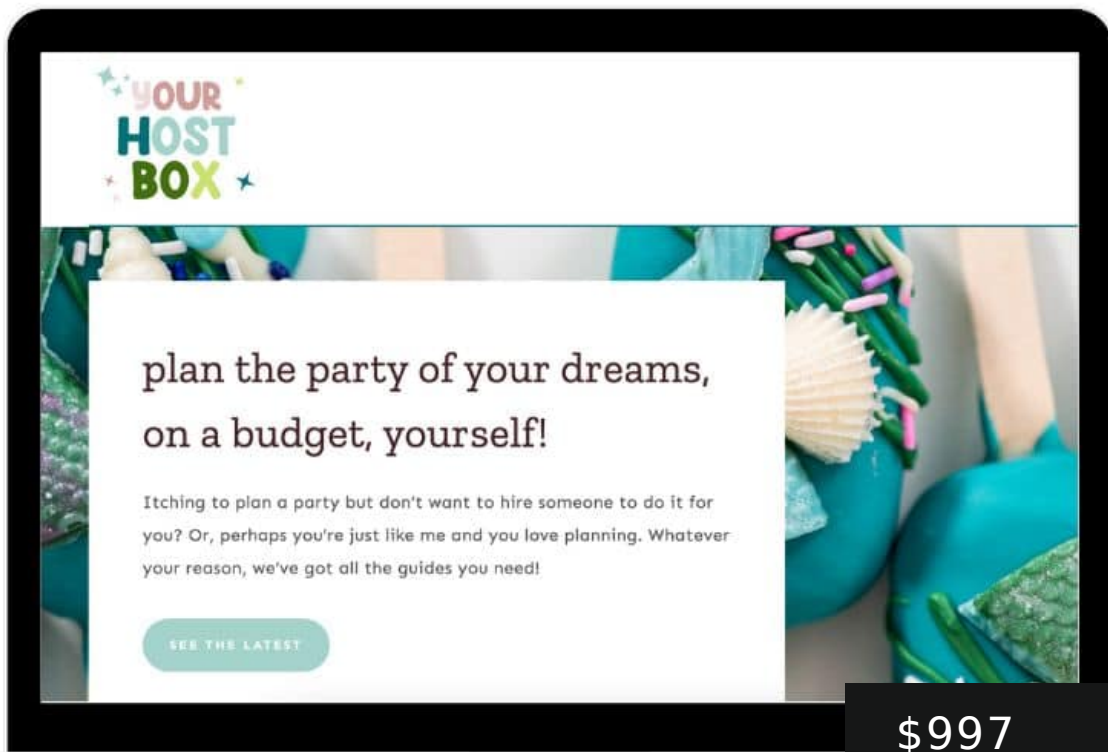 YOUR
HOST
BOX
plan the party of your dreams,
on a budget, yourself!
Itching to plan a party but don't want to hire someone to do it for
you? Or, perhaps you're just like me and you love planning. Whatever
your reason, we've got all the guides you need!
SEE THE LATEST
$997